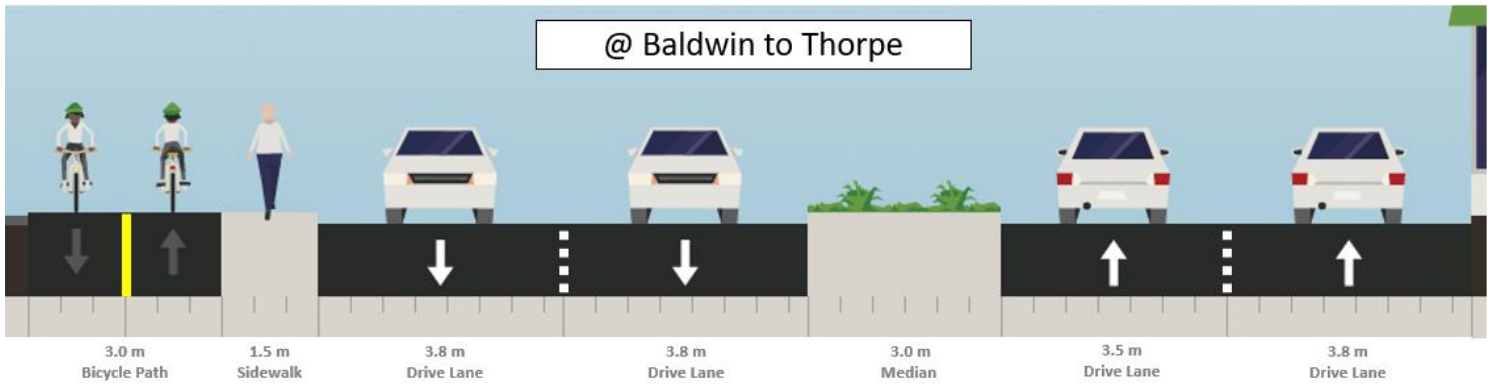 @ Baldwin to Thorpe
3.0 m
Bicycle Path
1.5 m
Sidewalk
3.8 m
Drive Lane
3.8 m
Drive Lane
3.0 m
Median
3.5 m
Drive Lane
3.8 m
Drive Lane